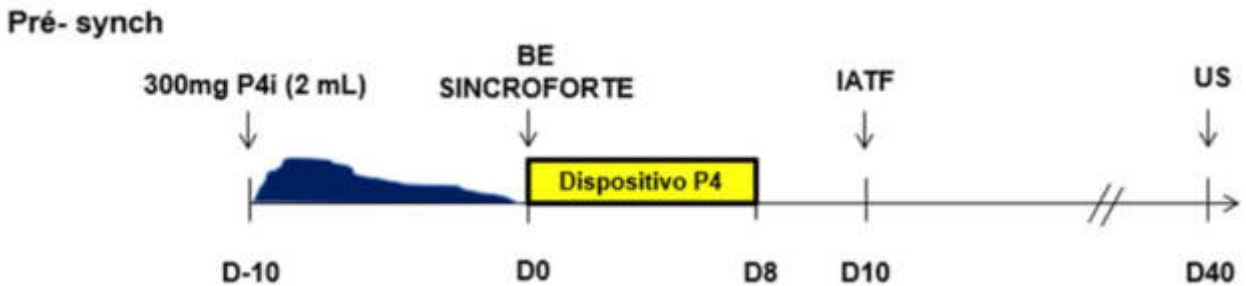 Pré- synch
300mg P4i (2 mL)
BE
SINCROFORTE
IATF
US
Dispositivo P4
D-10
D0
D8
D10
D40